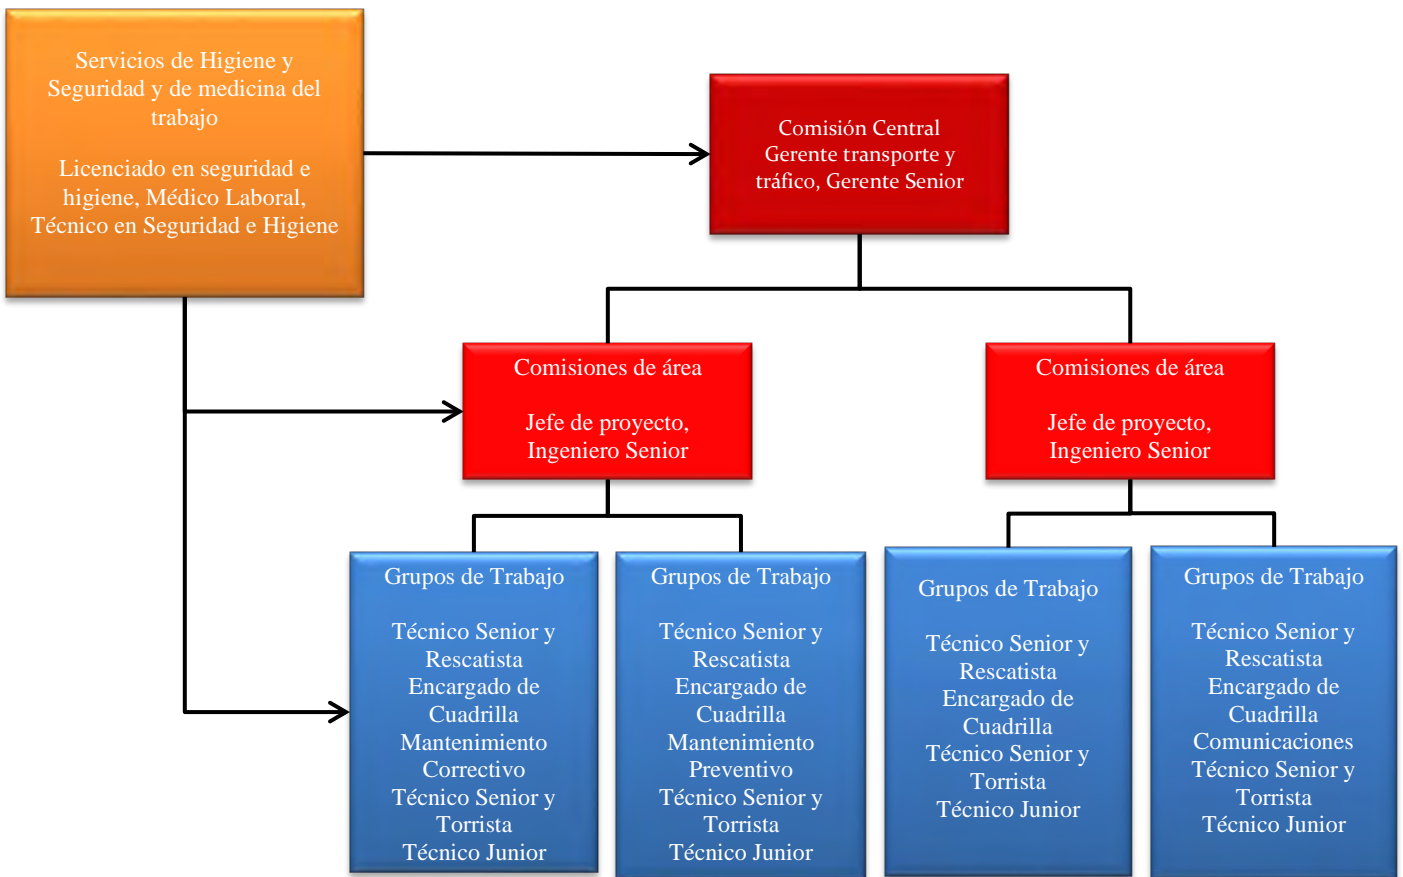 Servicios de Higiene y
Seguridad y de medicina del
trabajo
Licenciado en seguridad e
higiene, Médico Laboral,
Técnico en Seguridad e Higiene
Comisión Central
Gerente transporte y
tráfico, Gerente Senior
Comisiones de área
Jefe de proyecto,
Ingeniero Senior
Comisiones de área
Jefe de proyecto,
Ingeniero Senior
Grupos de Trabajo
Técnico Senior y
Rescatista
Encargado de
Cuadrilla
Mantenimiento
Correctivo
Técnico Senior y
Torrista
Técnico Junior
Grupos de Trabajo
Técnico Senior y
Rescatista
Encargado de
Cuadrilla
Mantenimiento
Preventivo
Técnico Senior y
Torrista
Técnico Junior
Grupos de Trabajo
Técnico Senior y
Rescatista
Encargado de
Cuadrilla
Técnico Senior y
Torrista
Técnico Junior
Grupos de Trabajo
Técnico Senior y
Rescatista
Encargado de
Cuadrilla
Comunicaciones
Técnico Senior y
Torrista
Técnico Junior